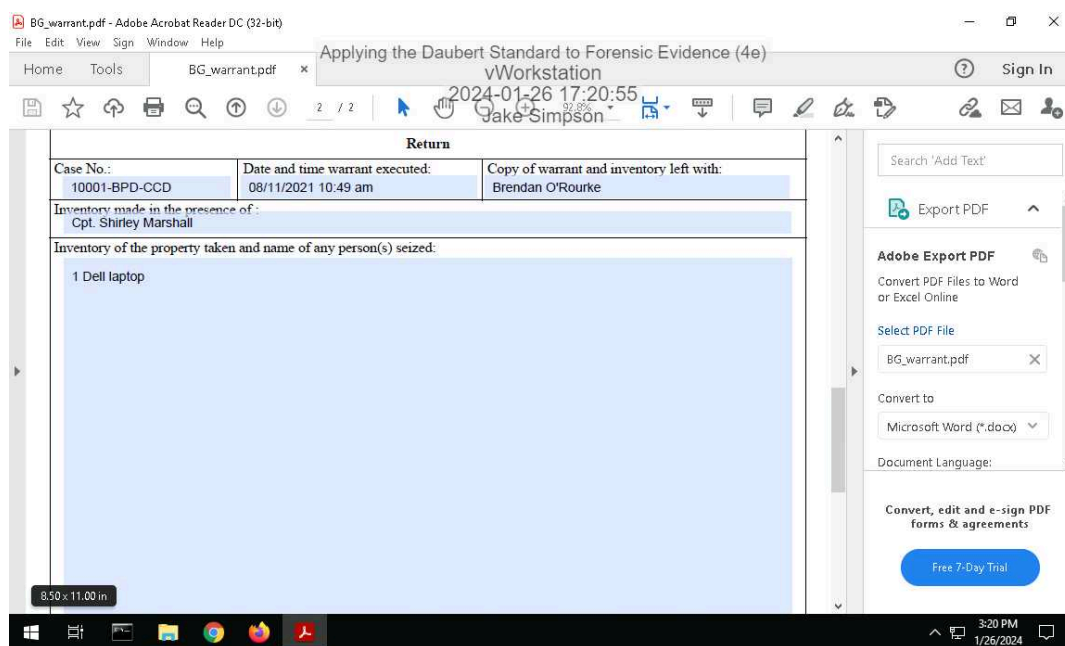 BG_warrant.pdf - Adobe Acrobat Reader DC (32-bit)
File Edit View Sign Window Help
Applying the Daubert Standard to Forensic Evidence (4e)
Home Tools BG_warrant.pdf × Sign In
vWorkstation
2024-01-26 17:20:55
2 / 2 92.8%
Jake Simpson
Return
Case No.: Date and time warrant executed: Copy of warrant and inventory left with:
10001-BPD-CCD 08/11/2021 10:49 am Brendan O'Rourke
Inventory made in the presence of :
Cpt. Shirley Marshall
Inventory of the property taken and name of any person(s) seized:
1 Dell laptop
8.50 x 11.00 in
Search 'Add Text'
Export PDF
Adobe Export PDF
Convert PDF Files to Word
or Excel Online
Select PDF File
BG_warrant.pdf
Convert to
Microsoft Word (*.docx)
Document Language:
Convert, edit and e-sign PDF
forms & agreements
Free 7-Day Trial
3:20 PM
1/26/2024